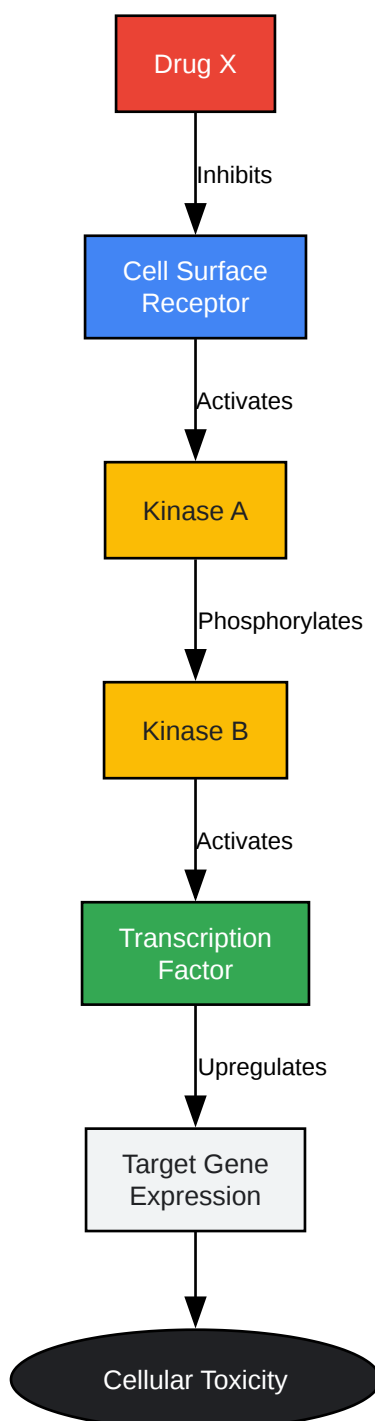 Drug X
Inhibits
Cell Surface
Receptor
Activates
Kinase A
Phosphorylates
Kinase B
Activates
Transcription
Factor
Upregulates
Target Gene
Expression
Cellular Toxicity